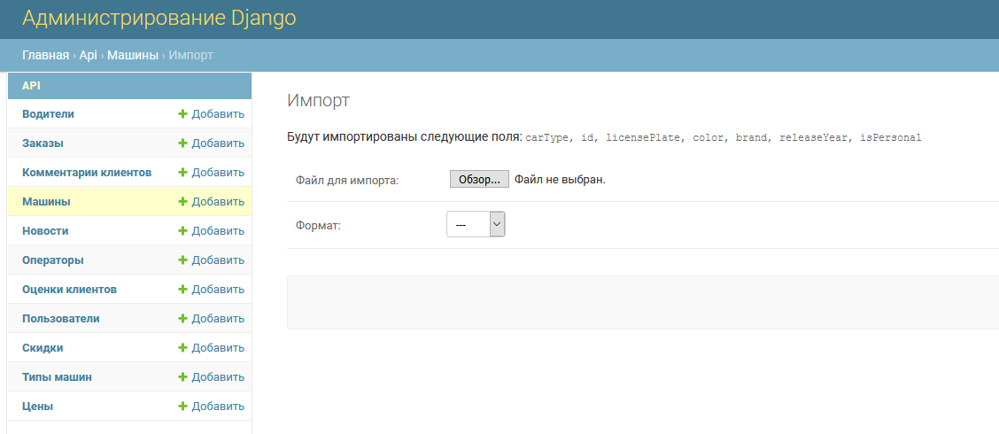 Администрирование Django
Главная › Api › Машины › Импорт
API
Водители + Добавить
Заказы + Добавить
Комментарии клиентов + Добавить
Машины + Добавить
Новости + Добавить
Операторы + Добавить
Оценки клиентов + Добавить
Пользователи + Добавить
Скидки + Добавить
Типы машин + Добавить
Цены + Добавить
Импорт
Будут импортированы следующие поля: carType, id, licensePlate, color, brand, releaseYear, isPersonal
Файл для импорта: Обзор... Файл не выбран.
Формат: ---